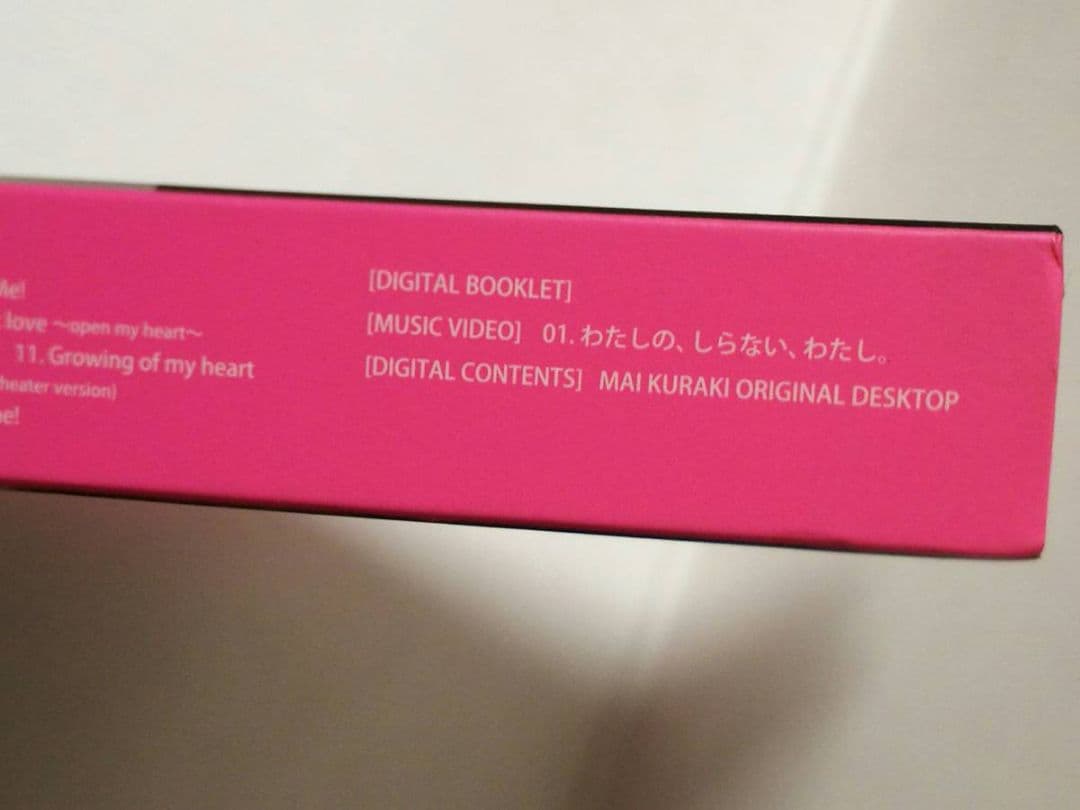 Me!
love ~open my heart~
11. Growing of my heart
heater version)
e!
[DIGITAL BOOKLET]
[MUSIC VIDEO] 01. わたしの、しらない、わたし。
[DIGITAL CONTENTS] MAI KURAKI ORIGINAL DESKTOP